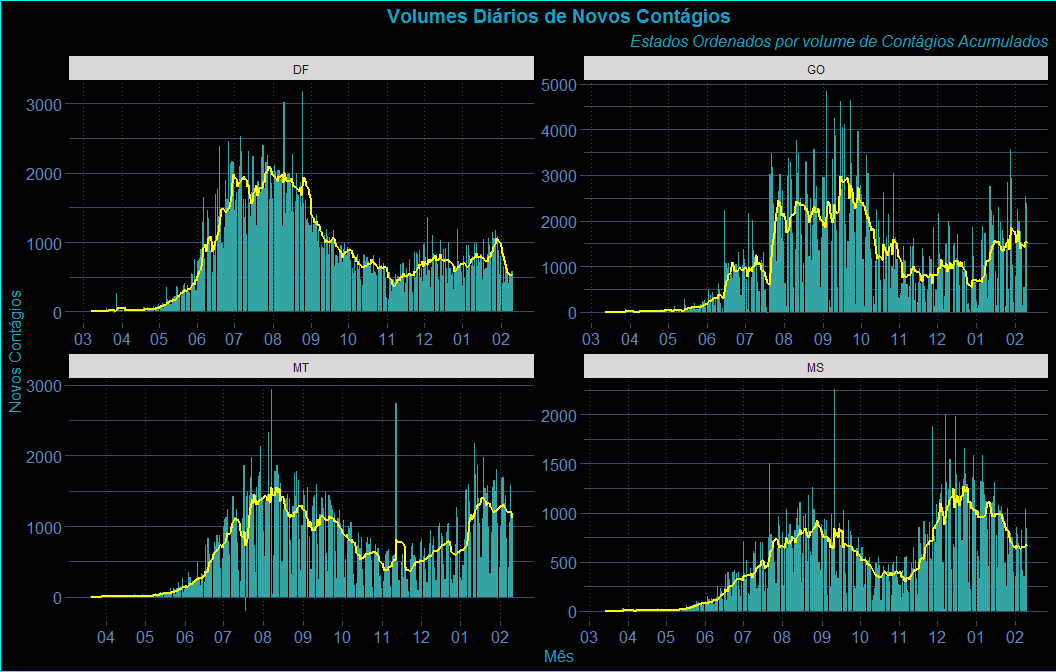 Volumes Diários de Novos Contágios
Estados Ordenados por volume de Contágios Acumulados
DF
GO
3000
2000
1000
0
03 04 05 06 07 08 09 10 11 12 01 02
5000
4000
3000
2000
1000
0
03 04 05 06 07 08 09 10 11 12 01 02
Novos Contágios
MT
MS
3000
2000
1000
0
04 05 06 07 08 09 10 11 12 01 02
2000
1500
1000
500
0
03 04 05 06 07 08 09 10 11 12 01 02
Mês